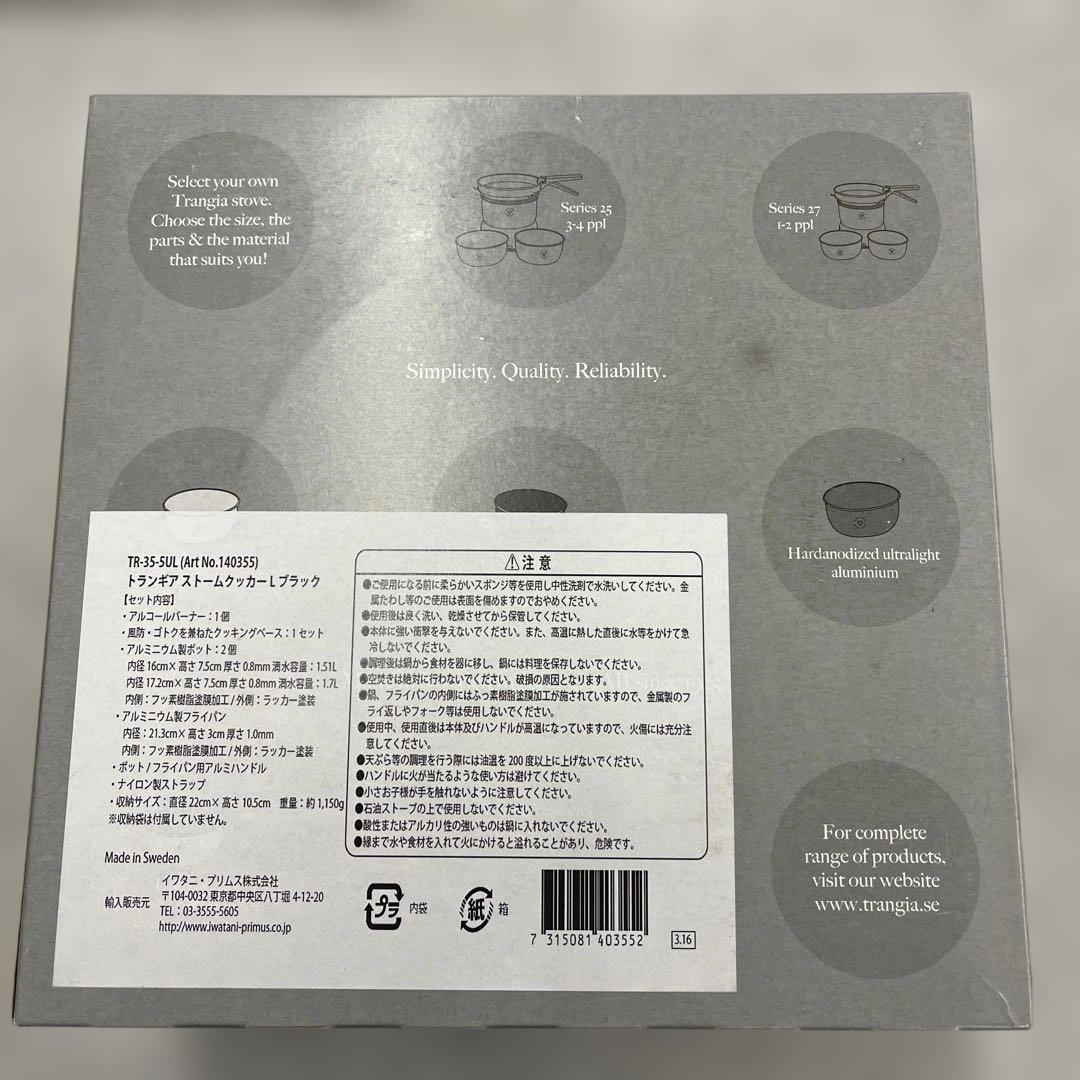 Select your own
Trangia stove.
Choose the size, the
parts & the material
that suits you!
Series 25
3-4 ppl
Series 27
1-2 ppl
Simplicity. Quality. Reliability.
Hardanodized ultralight
aluminium
TR-35-5UL (Art No.140355)
トランギア ストームクッカー L ブラック
【セット内容】
・アルコールバーナー：1個
・風防・ゴトクを兼ねたクッキングベース：1セット
・アルミニウム製ポット：2個
内径 16cm× 高さ 7.5cm 厚さ 0.8mm 満水容量：1.51L
内径 17.2cm× 高さ 7.5cm 厚さ 0.8mm 満水容量：1.7L
内側：フッ素樹脂塗膜加工 / 外側：ラッカー塗装
・アルミニウム製フライパン
内径：21.3cm× 高さ 3cm 厚さ 1.0mm
内側：フッ素樹脂塗膜加工 / 外側：ラッカー塗装
・ポット / フライパン用アルミハンドル
・ナイロン製ストラップ
・収納サイズ：直径 22cm× 高さ 10.5cm 重量：約 1,150g
※収納袋は付属していません。
Made in Sweden
輸入販売元
イワタニ・プリムス株式会社
〒104-0032 東京都中央区八丁堀 4-12-20
TEL：03-3555-5605
http://www.iwatani-primus.co.jp
⚠注意
●ご使用になる前に柔らかいスポンジ等を使用し中性洗剤で水洗いしてください。金
属たわし等のご使用は表面を傷めますのでおやめください。
●使用後は良く洗い、乾燥させてから保管してください。
●本体に強い衝撃を与えないでください。また、高温に熱した直後に水等をかけて急
冷しないでください。
●調理後は鍋から食材を器に移し、鍋には料理を保存しないでください。
●空焚きは絶対に行わないでください。破損の原因となります。
●鍋、フライパンの内側にはふっ素樹脂塗膜加工が施されていますので、金属製のフ
ライ返しやフォーク等は使用しないでください。
●使用中、使用直後は本体及びハンドルが高温になっていますので、火傷には充分注
意してください。
●天ぷら等の調理を行う際には油温を 200 度以上に上げないでください。
●ハンドルに火が当たるような使い方は避けてください。
●小さお子様が手を触れないように注意してください。
●石油ストーブの上で使用しないでください。
●酸性またはアルカリ性の強いものは鍋に入れないでください。
●縁まで水や食材を入れて火にかけると溢れることがあり、危険です。
プラ 内袋
紙 箱
7 315081 403552
3.16
For complete
range of products,
visit our website
www.trangia.se